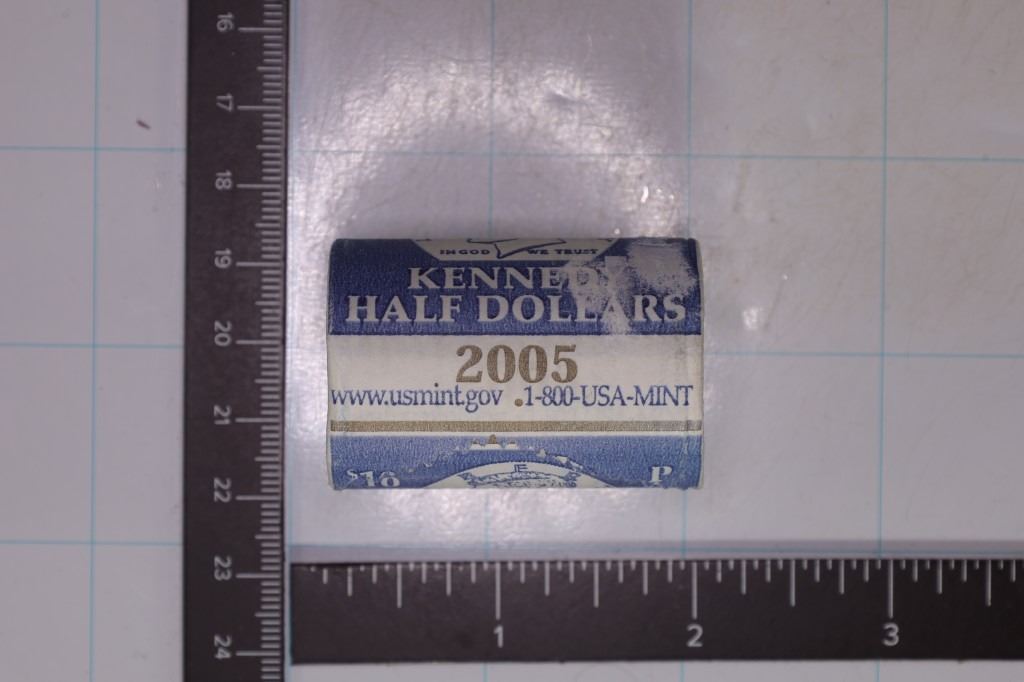 16
17
18
19
20
21
22
23
24
IN GOD WE TRUST
KENNEDY
HALF DOLLARS
2005
www.usmint.gov .1-800-USA-MINT
$10 P
1 2 3